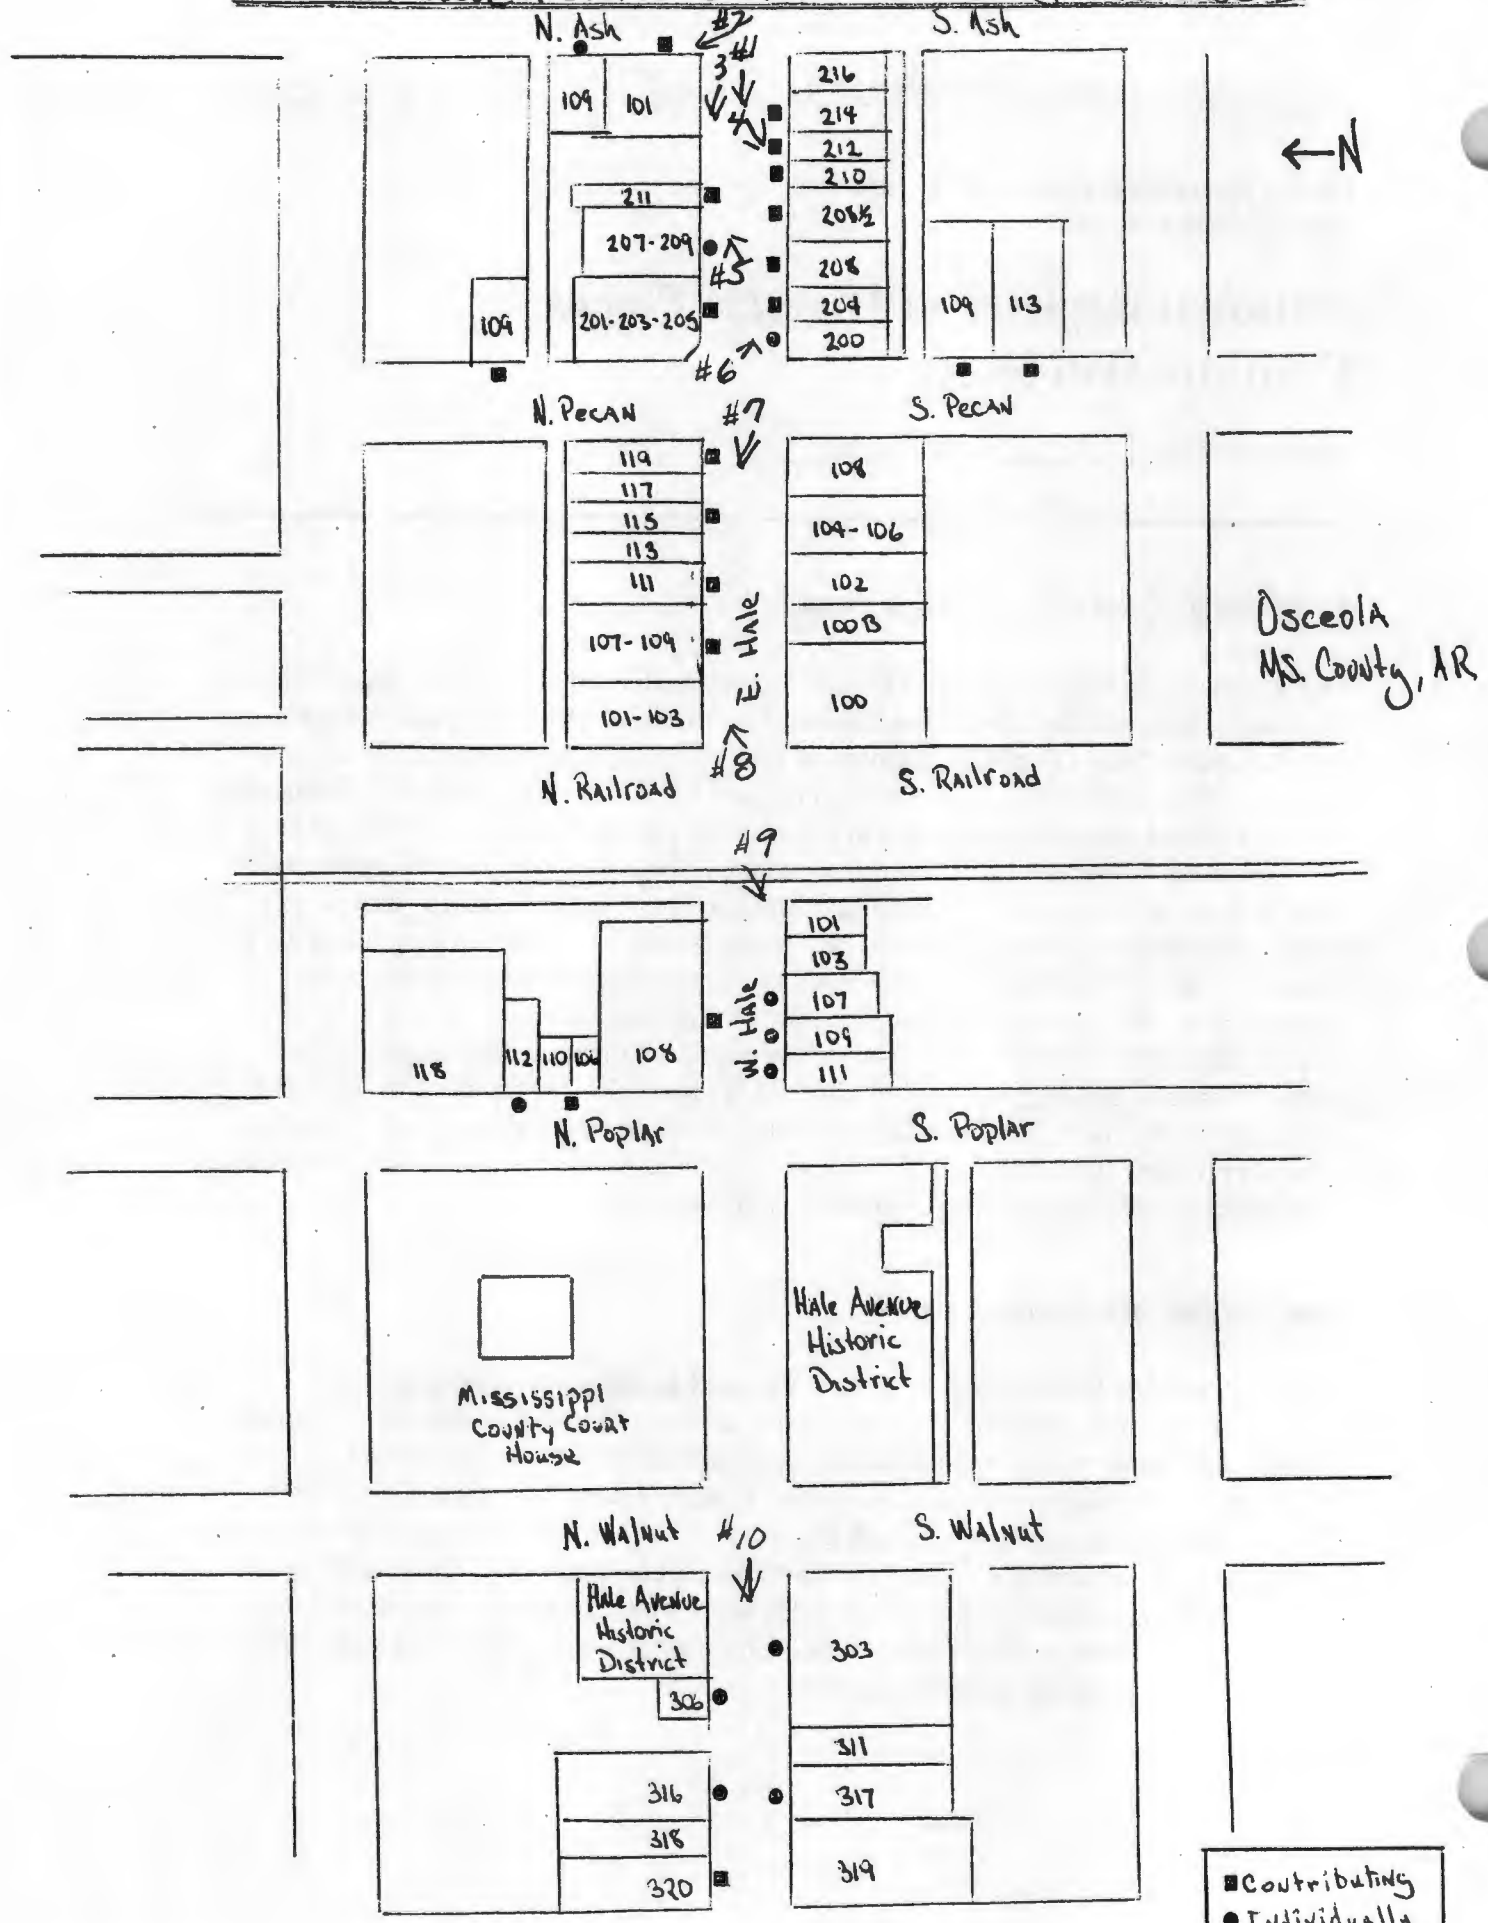 N. Ash
#2
S. Ash
#1
3
4
109
101
216
214
212
210
208½
208
204
200
←N
211
207-209
#5
201-203-205
109
109
113
#6
N. Pecan
#7
S. Pecan
119
117
115
113
111
107-109
101-103
E. Hale
108
104-106
102
100B
100
Osceola
MS. County, AR
#8
N. Railroad
S. Railroad
#9
101
103
107
109
111
W. Hale
118
112
110
106
108
N. Poplar
S. Poplar
Hale Avenue
Historic
District
Mississippi
County Court
House
N. Walnut
#10
S. Walnut
Hale Avenue
Historic
District
306
316
318
320
303
311
317
319
■ Contributing
● Individually